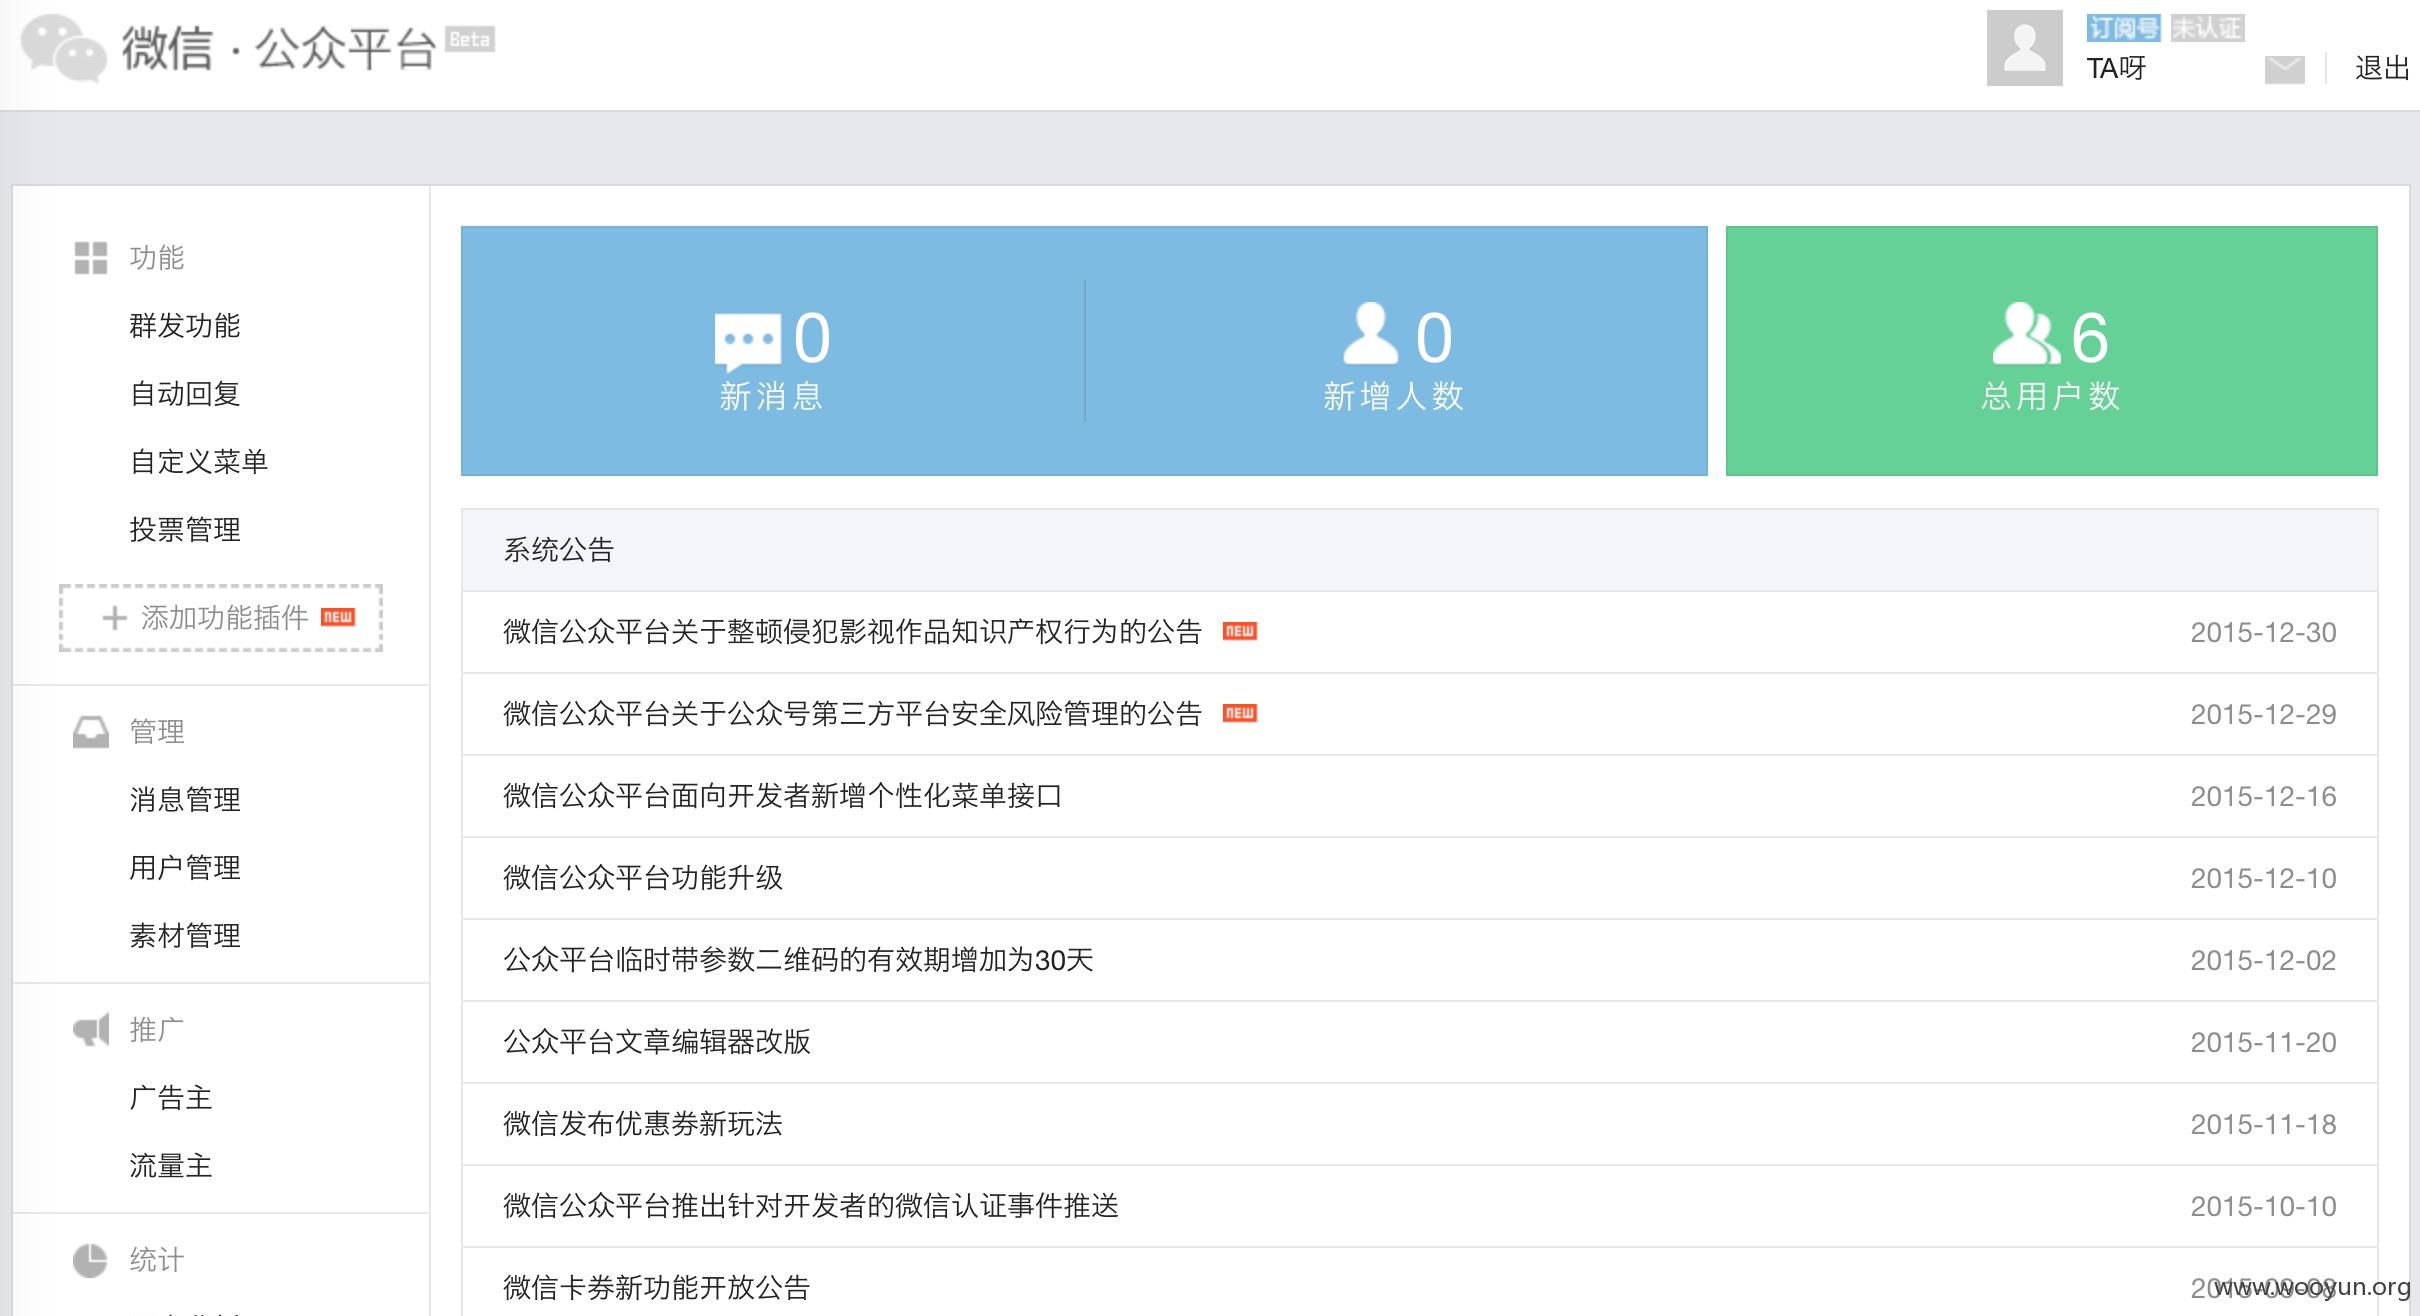 微信·公众平台 Beta
订阅号 未认证
TA呀
退出
功能
群发功能
自动回复
自定义菜单
投票管理
添加功能插件 NEW
管理
消息管理
用户管理
素材管理
推广
广告主
流量主
统计
0
新消息
0
新增人数
6
总用户数
系统公告
微信公众平台关于整顿侵犯影视作品知识产权行为的公告 NEW 2015-12-30
微信公众平台关于公众号第三方平台安全风险管理的公告 NEW 2015-12-29
微信公众平台面向开发者新增个性化菜单接口 2015-12-16
微信公众平台功能升级 2015-12-10
公众平台临时带参数二维码的有效期增加为30天 2015-12-02
公众平台文章编辑器改版 2015-11-20
微信发布优惠券新玩法 2015-11-18
微信公众平台推出针对开发者的微信认证事件推送 2015-10-10
微信卡券新功能开放公告
www.wooyun.org